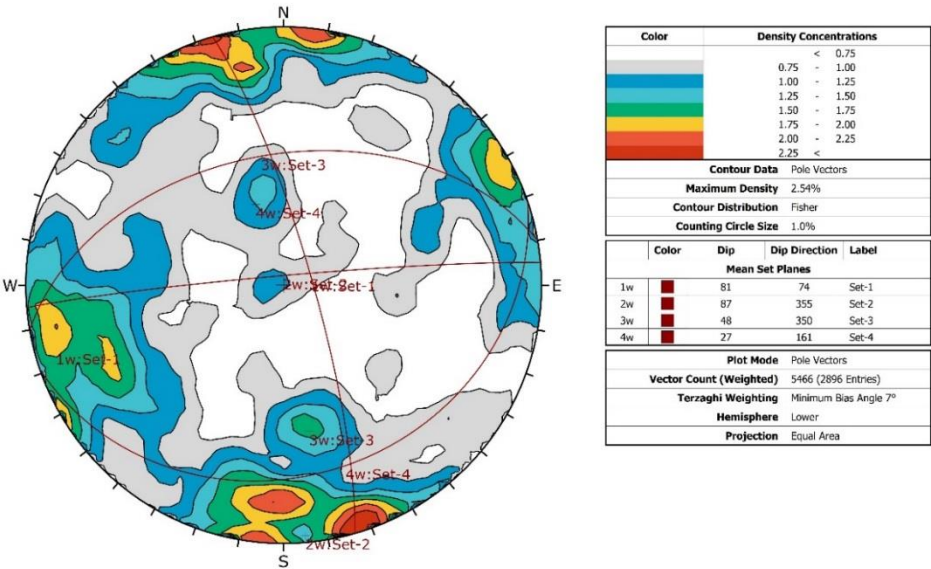 N
W
E
S
3w:Set-3
4w:Set-4
1w:Set-1
1w:Set-1
3w:Set-3
4w:Set-4
2w:Set-2
Color Density Concentrations
< 0.75
0.75 - 1.00
1.00 - 1.25
1.25 - 1.50
1.50 - 1.75
1.75 - 2.00
2.00 - 2.25
2.25 <
Contour Data Pole Vectors
Maximum Density 2.54%
Contour Distribution Fisher
Counting Circle Size 1.0%
Color Dip Dip Direction Label
Mean Set Planes
1w 81 74 Set-1
2w 87 355 Set-2
3w 48 350 Set-3
4w 27 161 Set-4
Plot Mode Pole Vectors
Vector Count (Weighted) 5466 (2896 Entries)
Terzaghi Weighting Minimum Bias Angle 7°
Hemisphere Lower
Projection Equal Area